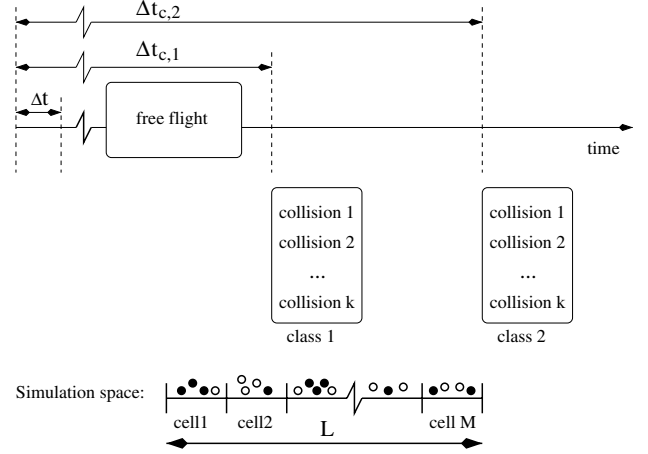 Δt_c,2
Δt_c,1
Δt
free flight
time
collision 1
collision 2
...
collision k
class 1
collision 1
collision 2
...
collision k
class 2
Simulation space:
cell1 cell2 cell M
L